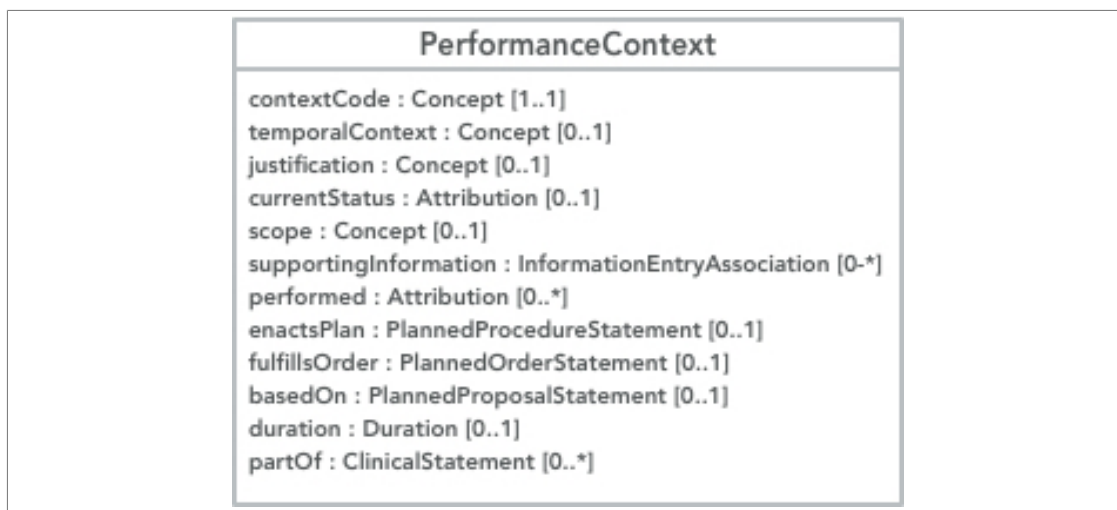 PerformanceContext
contextCode : Concept [1..1]
temporalContext : Concept [0..1]
justification : Concept [0..1]
currentStatus : Attribution [0..1]
scope : Concept [0..1]
supportingInformation : InformationEntryAssociation [0-*]
performed : Attribution [0..*]
enactsPlan : PlannedProcedureStatement [0..1]
fulfillsOrder : PlannedOrderStatement [0..1]
basedOn : PlannedProposalStatement [0..1]
duration : Duration [0..1]
partOf : ClinicalStatement [0..*]